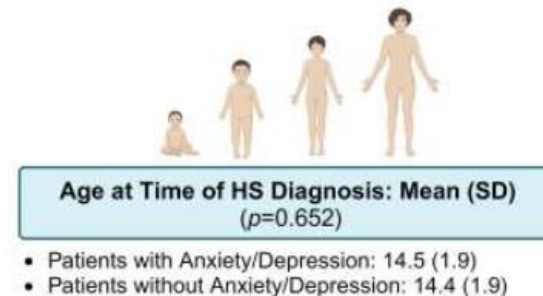 Age at Time of HS Diagnosis: Mean (SD)
(p=0.652)
• Patients with Anxiety/Depression: 14.5 (1.9)
• Patients without Anxiety/Depression: 14.4 (1.9)